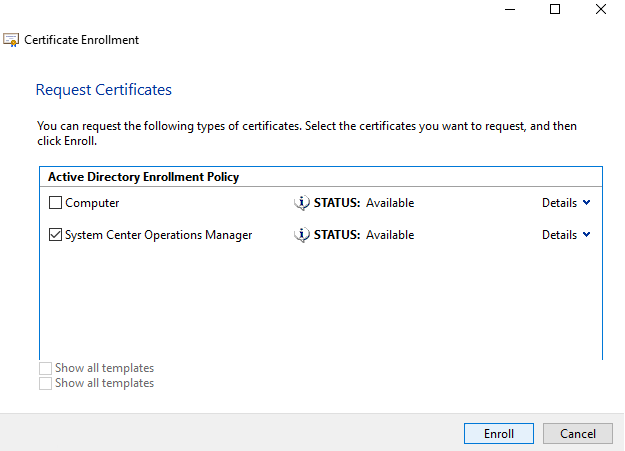 Certificate Enrollment
Request Certificates
You can request the following types of certificates. Select the certificates you want to request, and then
click Enroll.
Active Directory Enrollment Policy
Computer STATUS: Available Details
System Center Operations Manager STATUS: Available Details
Show all templates
Show all templates
Enroll Cancel